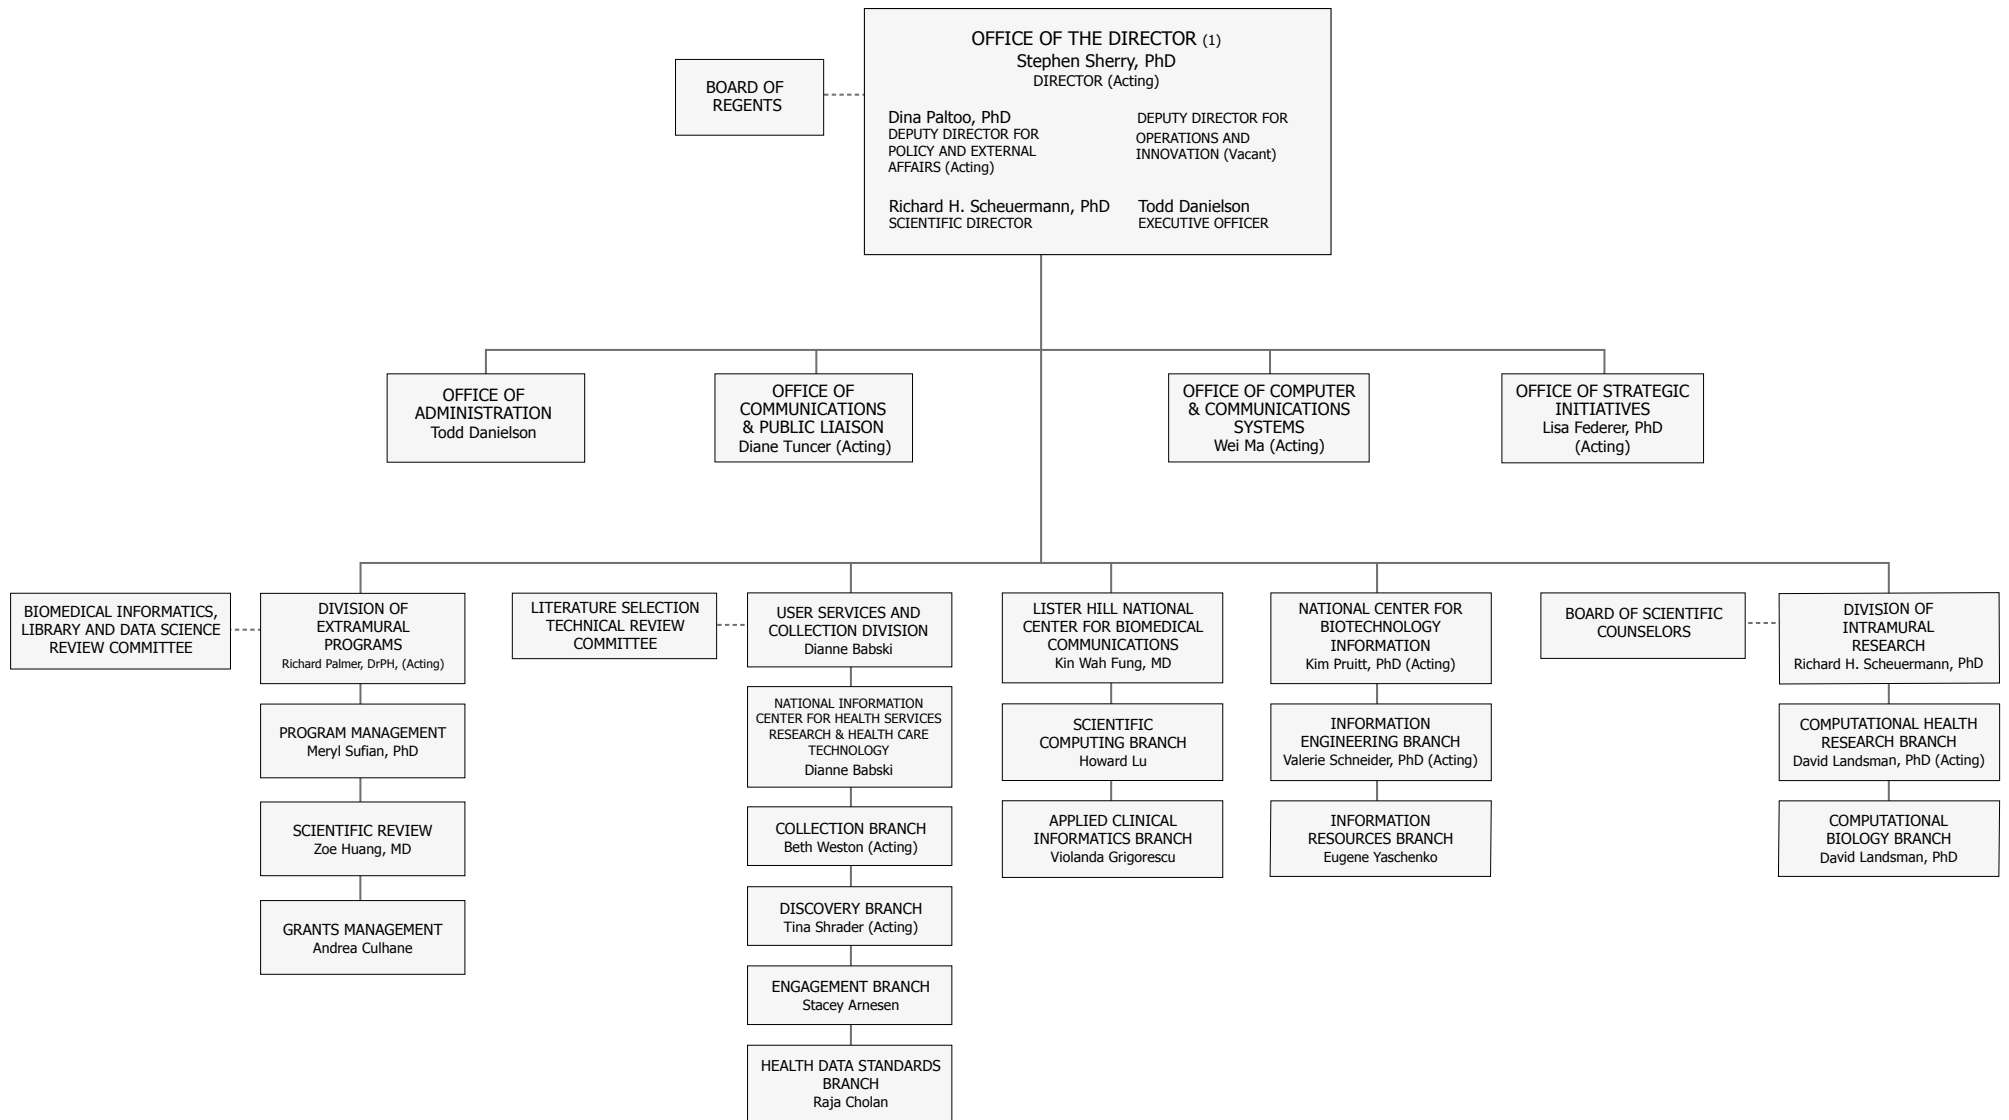 OFFICE OF THE DIRECTOR (1)
Stephen Sherry, PhD
DIRECTOR (Acting)
BOARD OF
REGENTS
Dina Paltoo, PhD
DEPUTY DIRECTOR FOR
POLICY AND EXTERNAL
AFFAIRS (Acting)
DEPUTY DIRECTOR FOR
OPERATIONS AND
INNOVATION (Vacant)
Richard H. Scheuermann, PhD
SCIENTIFIC DIRECTOR
Todd Danielson
EXECUTIVE OFFICER
OFFICE OF
ADMINISTRATION
Todd Danielson
OFFICE OF
COMMUNICATIONS
& PUBLIC LIAISON
Diane Tuncer (Acting)
OFFICE OF COMPUTER
& COMMUNICATIONS
SYSTEMS
Wei Ma (Acting)
OFFICE OF STRATEGIC
INITIATIVES
Lisa Federer, PhD
(Acting)
BIOMEDICAL INFORMATICS,
LIBRARY AND DATA SCIENCE
REVIEW COMMITTEE
DIVISION OF
EXTRAMURAL
PROGRAMS
Richard Palmer, DrPH, (Acting)
PROGRAM MANAGEMENT
Meryl Sufian, PhD
SCIENTIFIC REVIEW
Zoe Huang, MD
GRANTS MANAGEMENT
Andrea Culhane
LITERATURE SELECTION
TECHNICAL REVIEW
COMMITTEE
USER SERVICES AND
COLLECTION DIVISION
Dianne Babski
NATIONAL INFORMATION
CENTER FOR HEALTH SERVICES
RESEARCH & HEALTH CARE
TECHNOLOGY
Dianne Babski
COLLECTION BRANCH
Beth Weston (Acting)
DISCOVERY BRANCH
Tina Shrader (Acting)
ENGAGEMENT BRANCH
Stacey Arnesen
HEALTH DATA STANDARDS
BRANCH
Raja Cholan
LISTER HILL NATIONAL
CENTER FOR BIOMEDICAL
COMMUNICATIONS
Kin Wah Fung, MD
SCIENTIFIC
COMPUTING BRANCH
Howard Lu
APPLIED CLINICAL
INFORMATICS BRANCH
Violanda Grigorescu
NATIONAL CENTER FOR
BIOTECHNOLOGY
INFORMATION
Kim Pruitt, PhD (Acting)
INFORMATION
ENGINEERING BRANCH
Valerie Schneider, PhD (Acting)
INFORMATION
RESOURCES BRANCH
Eugene Yaschenko
BOARD OF SCIENTIFIC
COUNSELORS
DIVISION OF
INTRAMURAL
RESEARCH
Richard H. Scheuermann, PhD
COMPUTATIONAL HEALTH
RESEARCH BRANCH
David Landsman, PhD (Acting)
COMPUTATIONAL
BIOLOGY BRANCH
David Landsman, PhD